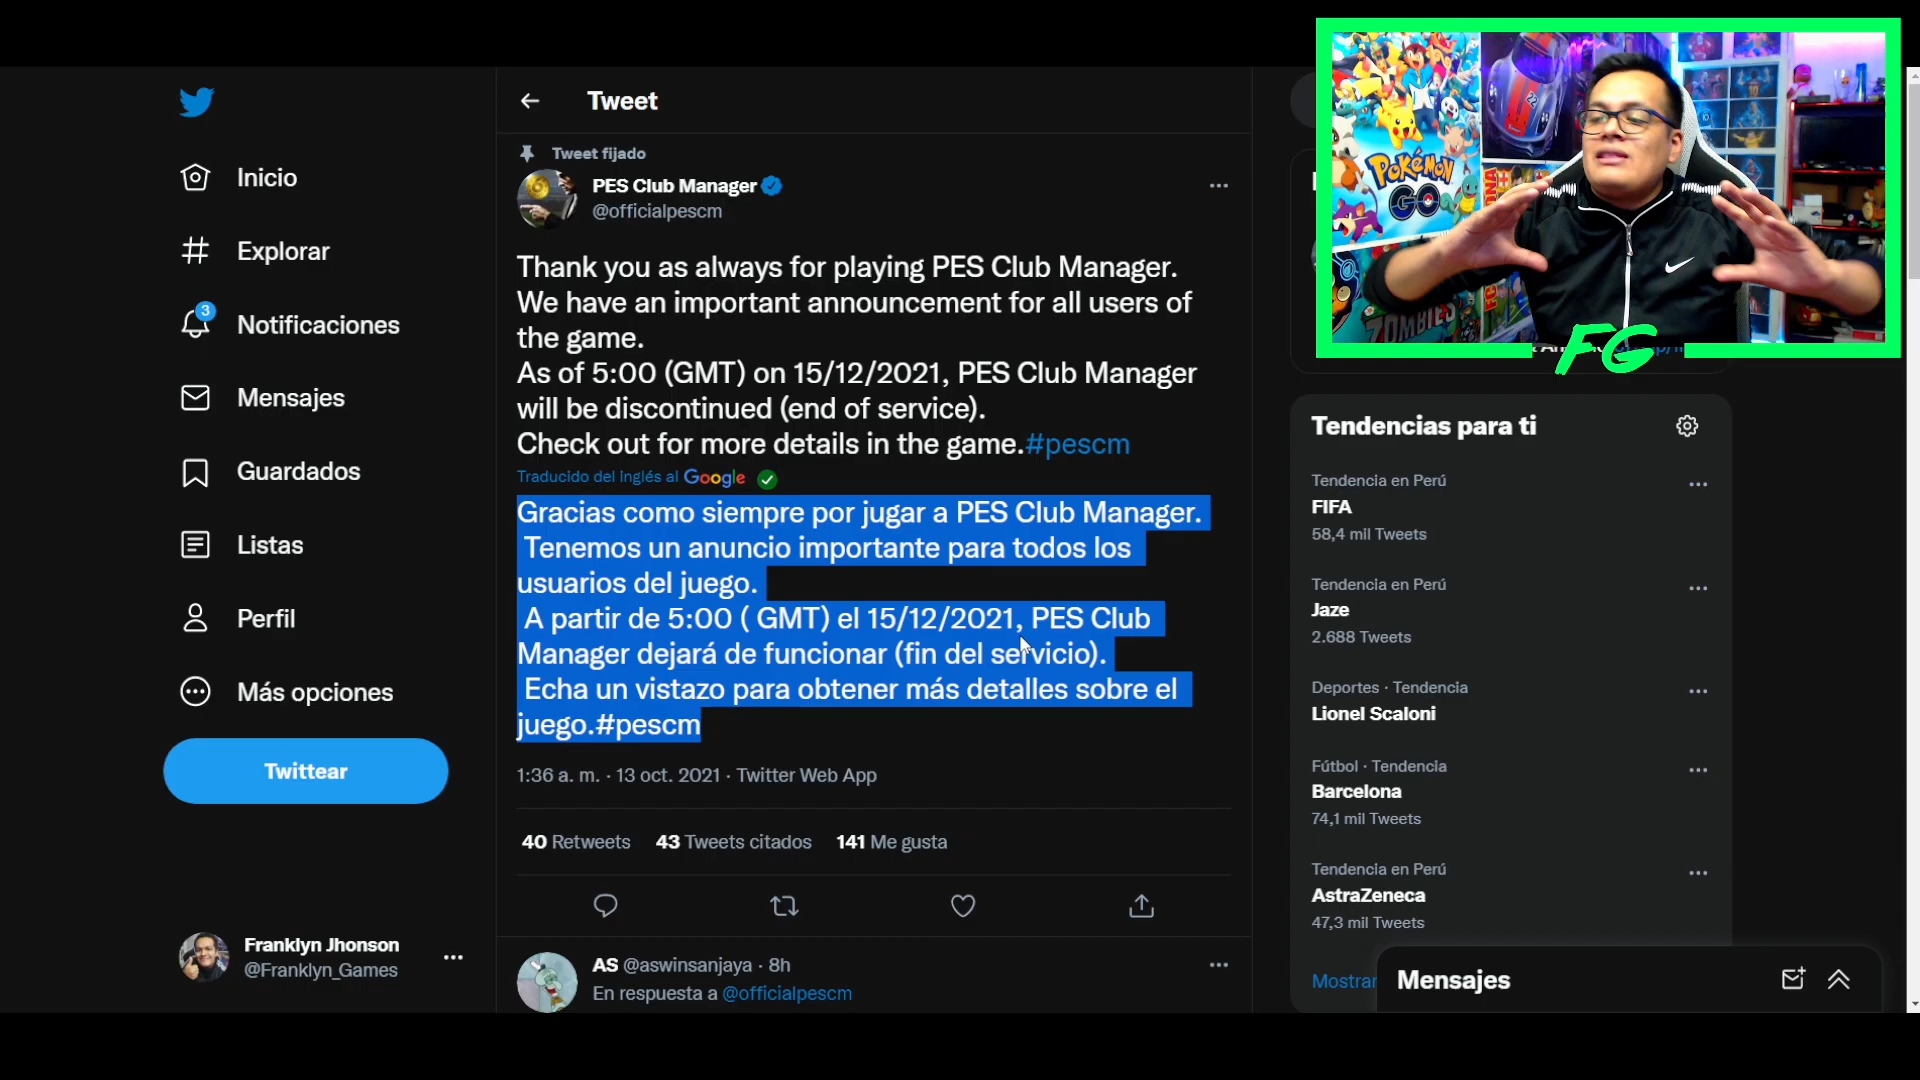 Tweet
Inicio
Explorar
3
Notificaciones
Mensajes
Guardados
Listas
Perfil
Más opciones
Twittear
Franklyn Jhonson
@Franklyn_Games
Tweet fijado
PES Club Manager
@officialpescm
Thank you as always for playing PES Club Manager.
We have an important announcement for all users of
the game.
As of 5:00 (GMT) on 15/12/2021, PES Club Manager
will be discontinued (end of service).
Check out for more details in the game.#pescm
Traducido del inglés al Google
Gracias como siempre por jugar a PES Club Manager.
Tenemos un anuncio importante para todos los
usuarios del juego.
A partir de 5:00 ( GMT) el 15/12/2021, PES Club
Manager dejará de funcionar (fin del servicio).
Echa un vistazo para obtener más detalles sobre el
juego.#pescm
1:36 a. m. · 13 oct. 2021 · Twitter Web App
40 Retweets 43 Tweets citados 141 Me gusta
AS @aswinsanjaya · 8h
En respuesta a @officialpescm
POKÉMON
GO
ZOMBIES
22
FG
Tendencias para ti
Tendencia en Perú
FIFA
58,4 mil Tweets
Tendencia en Perú
Jaze
2.688 Tweets
Deportes · Tendencia
Lionel Scaloni
Fútbol · Tendencia
Barcelona
74,1 mil Tweets
Tendencia en Perú
AstraZeneca
47,3 mil Tweets
Mostrar
Mensajes